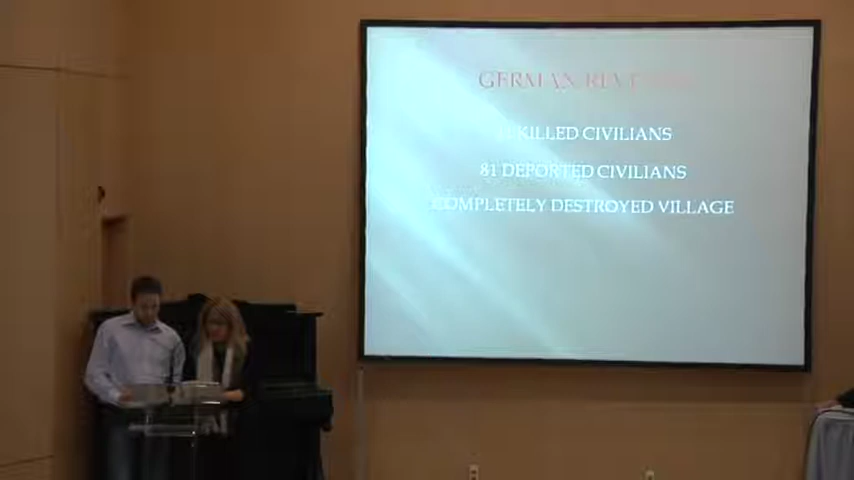 GERMAN
KILLED CIVILIANS
81 DEPORTED CIVILIANS
COMPLETELY DESTROYED VILLAGE